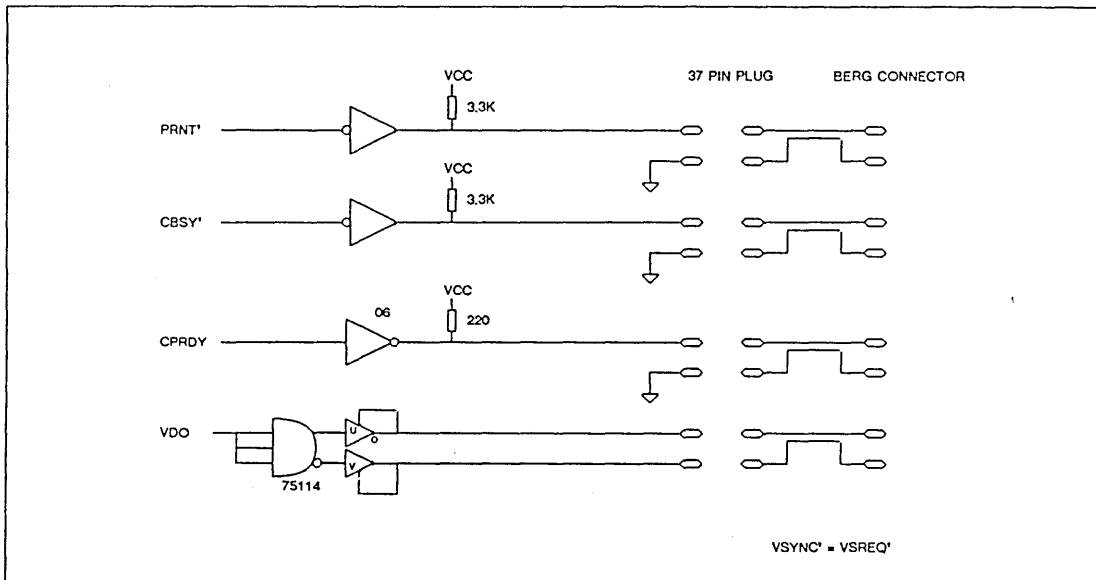 37 PIN PLUG BERG CONNECTOR
VCC
3,3K
PRNT'
VCC
3,3K
CBSY'
VCC
06
220
CPRDY
VDO
U
V
75114
VSYNC' = VSREQ'